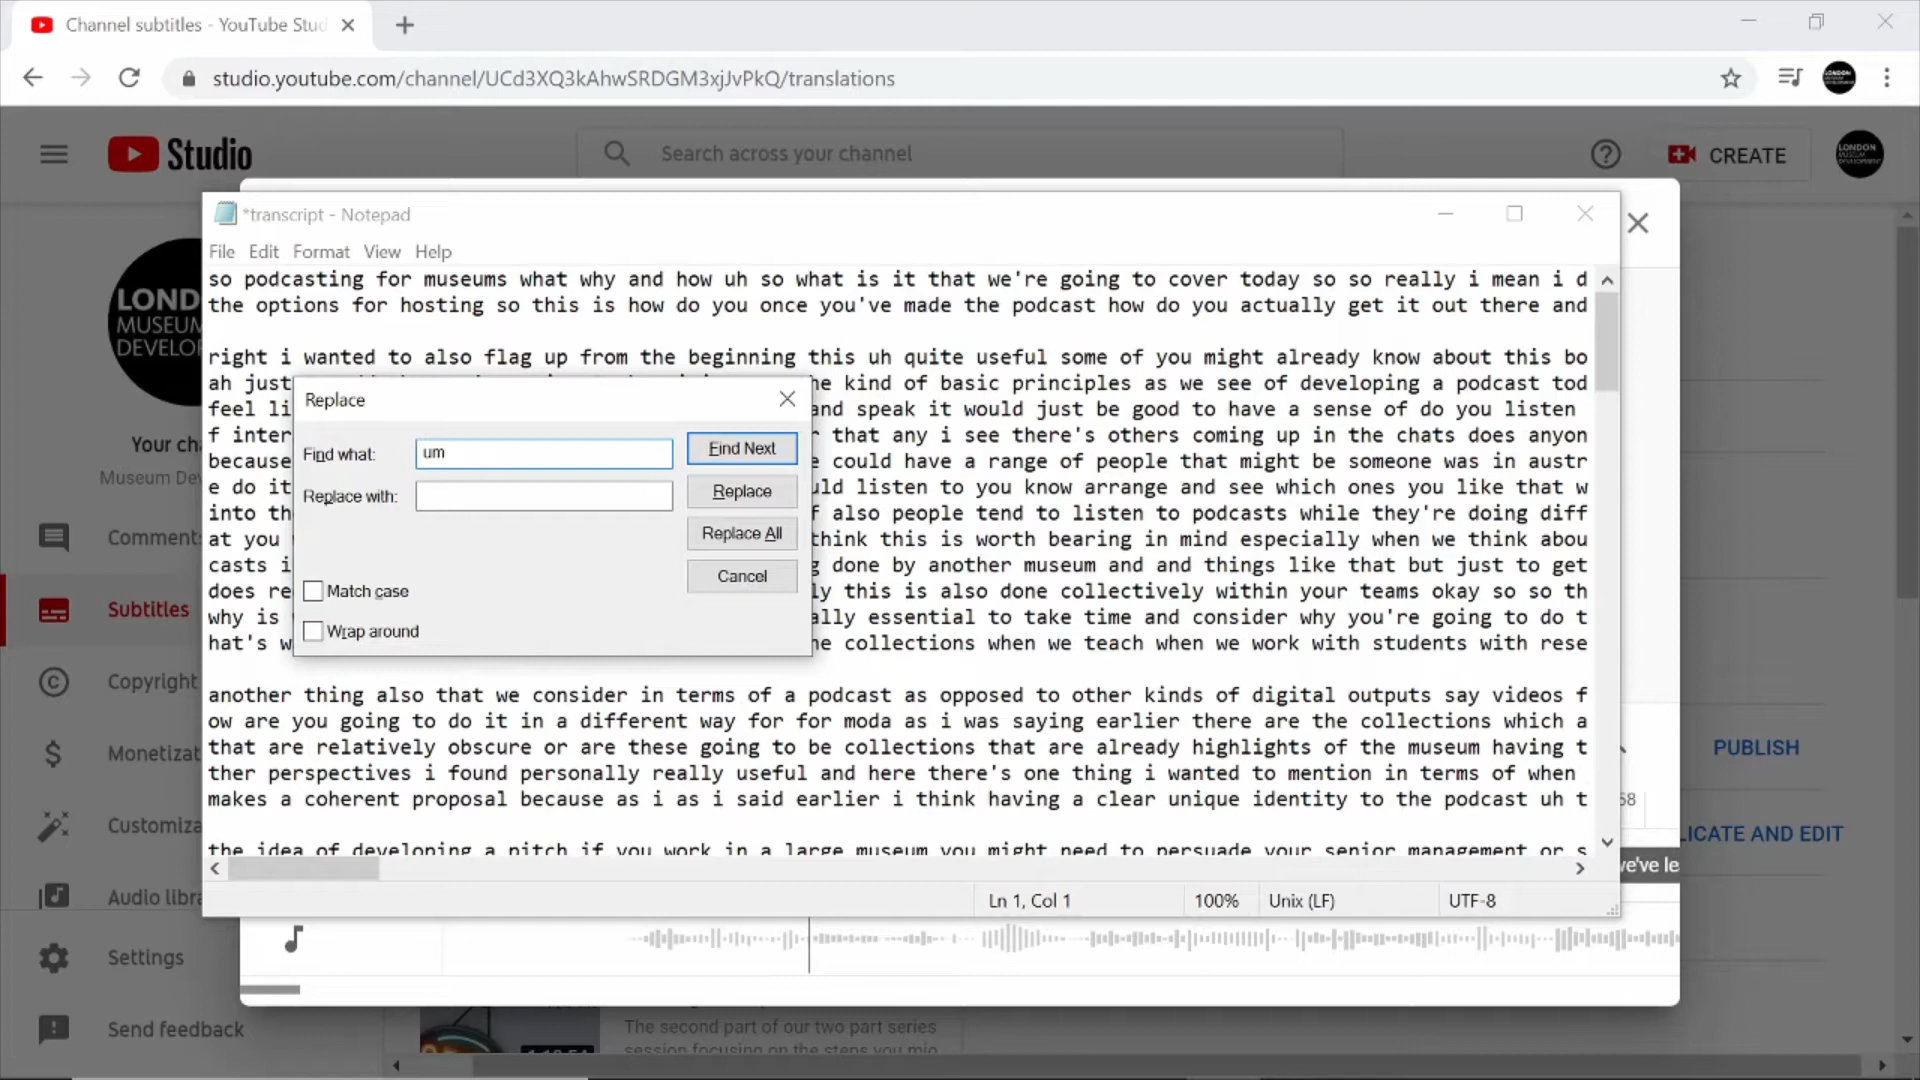 Channel subtitles - YouTube Stud
studio.youtube.com/channel/UCd3XQ3kAhwSRDGM3xjJvPkQ/translations
Studio
Search across your channel
CREATE
LONDON
MUSEUM
DEVELOPMENT
*transcript - Notepad
File Edit Format View Help
so podcasting for museums what why and how uh so what is it that we're going to cover today so so really i mean i d
the options for hosting so this is how do you once you've made the podcast how do you actually get it out there and
right i wanted to also flag up from the beginning this uh quite useful some of you might already know about this bo
ah just he kind of basic principles as we see of developing a podcast tod
feel li and speak it would just be good to have a sense of do you listen
f inter r that any i see there's others coming up in the chats does anyon
because e could have a range of people that might be someone was in austr
e do it uld listen to you know arrange and see which ones you like that w
into th f also people tend to listen to podcasts while they're doing diff
at you think this is worth bearing in mind especially when we think abou
casts i g done by another museum and and things like that but just to get
does re ly this is also done collectively within your teams okay so so th
why is ally essential to take time and consider why you're going to do t
hat's w he collections when we teach when we work with students with rese
another thing also that we consider in terms of a podcast as opposed to other kinds of digital outputs say videos f
ow are you going to do it in a different way for for moda as i was saying earlier there are the collections which a
that are relatively obscure or are these going to be collections that are already highlights of the museum having t
ther perspectives i found personally really useful and here there's one thing i wanted to mention in terms of when
makes a coherent proposal because as i as i said earlier i think having a clear unique identity to the podcast uh t
the idea of developing a pitch if you work in a large museum you might need to persuade your senior management or s
Ln 1, Col 1 100% Unix (LF) UTF-8
Replace
Find what: um
Find Next
Replace with:
Replace
Replace All
Cancel
Match case
Wrap around
LOND
MUSEUM
DEVELO
Your cha
Museum Dev
Comments
Subtitles
Copyright
Monetizat
Customiza
Audio libra
Settings
Send feedback
PUBLISH
58
LICATE AND EDIT
we've le
The second part of our two part series
session focusing on the steps you